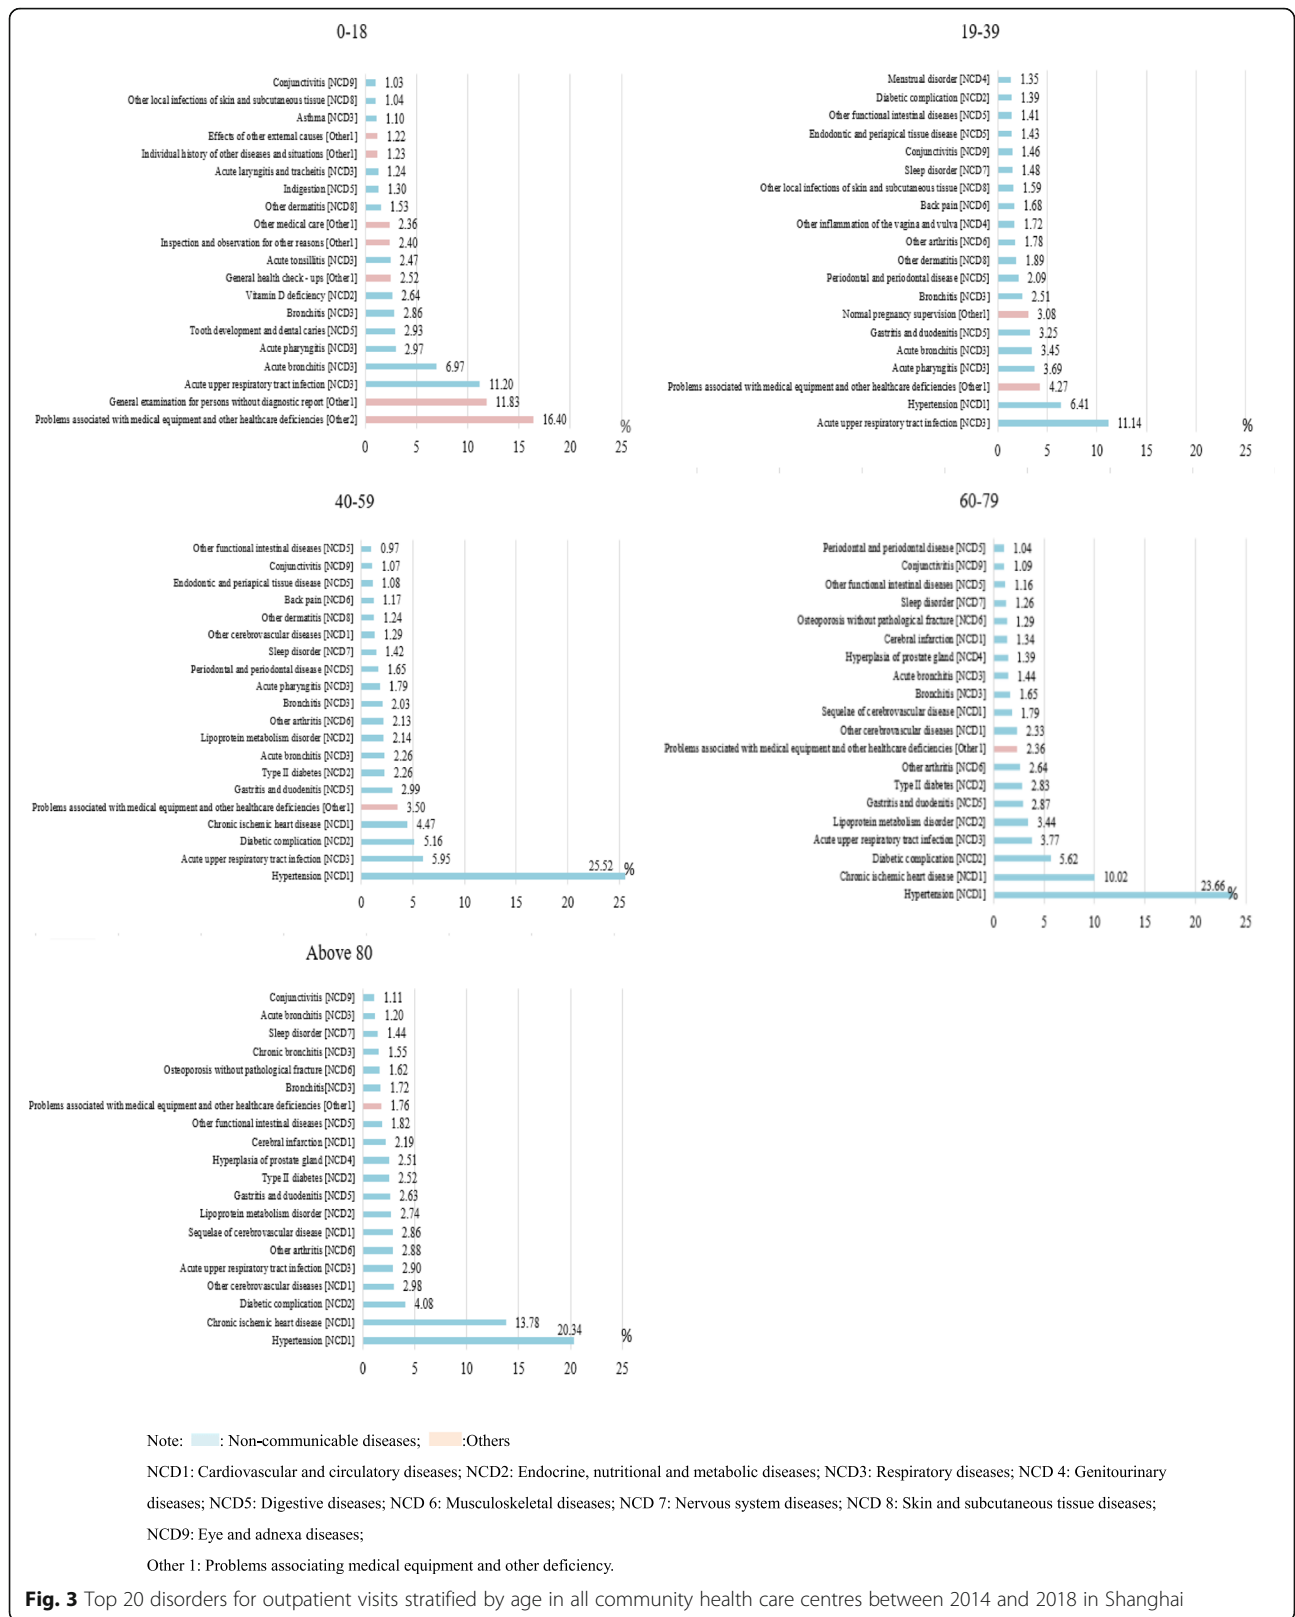 0-18
Conjunctivitis [NCD9] 1.03
Other local infections of skin and subcutaneous tissue [NCD8] 1.04
Asthma [NCD3] 1.10
Effects of other external causes [Other1] 1.22
Individual history of other diseases and situations [Other1] 1.23
Acute laryngitis and tracheitis [NCD3] 1.24
Indigestion [NCD5] 1.30
Other dermatitis [NCD8] 1.53
Other medical care [Other1] 2.36
Inspection and observation for other reasons [Other1] 2.40
Acute tonsillitis [NCD3] 2.47
General health check - ups [Other1] 2.52
Vitamin D deficiency [NCD2] 2.64
Bronchitis [NCD3] 2.86
Tooth development and dental caries [NCD5] 2.93
Acute pharyngitis [NCD3] 2.97
Acute bronchitis [NCD3] 6.97
Acute upper respiratory tract infection [NCD3] 11.20
General examination for persons without diagnostic report [Other1] 11.83
Problems associated with medical equipment and other healthcare deficiencies [Other2] 16.40
%
0 5 10 15 20 25
19-39
Menstrual disorder [NCD4] 1.35
Diabetic complication [NCD2] 1.39
Other functional intestinal diseases [NCD5] 1.41
Endodontic and periapical tissue disease [NCD5] 1.43
Conjunctivitis [NCD9] 1.46
Sleep disorder [NCD7] 1.48
Other local infections of skin and subcutaneous tissue [NCD8] 1.59
Back pain [NCD6] 1.68
Other inflammation of the vagina and vulva [NCD4] 1.72
Other arthritis [NCD6] 1.78
Other dermatitis [NCD8] 1.89
Periodontal and periodontal disease [NCD5] 2.09
Bronchitis [NCD3] 2.51
Normal pregnancy supervision [Other1] 3.08
Gastritis and duodenitis [NCD5] 3.25
Acute bronchitis [NCD3] 3.45
Acute pharyngitis [NCD3] 3.69
Problems associated with medical equipment and other healthcare deficiencies [Other1] 4.27
Hypertension [NCD1] 6.41
Acute upper respiratory tract infection [NCD3] 11.14
%
0 5 10 15 20 25
40-59
Other functional intestinal diseases [NCD5] 0.97
Conjunctivitis [NCD9] 1.07
Endodontic and periapical tissue disease [NCD5] 1.08
Back pain [NCD6] 1.17
Other dermatitis [NCD8] 1.24
Other cerebrovascular diseases [NCD1] 1.29
Sleep disorder [NCD7] 1.42
Periodontal and periodontal disease [NCD5] 1.65
Acute pharyngitis [NCD3] 1.79
Bronchitis [NCD3] 2.03
Other arthritis [NCD6] 2.13
Lipoprotein metabolism disorder [NCD2] 2.14
Acute bronchitis [NCD3] 2.26
Type II diabetes [NCD2] 2.26
Gastritis and duodenitis [NCD5] 2.99
Problems associated with medical equipment and other healthcare deficiencies [Other1] 3.50
Chronic ischemic heart disease [NCD1] 4.47
Diabetic complication [NCD2] 5.16
Acute upper respiratory tract infection [NCD3] 5.95
Hypertension [NCD1] 25.52
%
0 5 10 15 20 25
60-79
Periodontal and periodontal disease [NCD5] 1.04
Conjunctivitis [NCD9] 1.09
Other functional intestinal diseases [NCD5] 1.16
Sleep disorder [NCD7] 1.26
Osteoporosis without pathological fracture [NCD6] 1.29
Cerebral infarction [NCD1] 1.34
Hyperplasia of prostate gland [NCD4] 1.39
Acute bronchitis [NCD3] 1.44
Bronchitis [NCD3] 1.65
Sequelae of cerebrovascular disease [NCD1] 1.79
Other cerebrovascular diseases [NCD1] 2.33
Problems associated with medical equipment and other healthcare deficiencies [Other1] 2.36
Other arthritis [NCD6] 2.64
Type II diabetes [NCD2] 2.83
Gastritis and duodenitis [NCD5] 2.87
Lipoprotein metabolism disorder [NCD2] 3.44
Acute upper respiratory tract infection [NCD3] 3.77
Diabetic complication [NCD2] 5.62
Chronic ischemic heart disease [NCD1] 10.02
Hypertension [NCD1] 23.66
%
0 5 10 15 20 25
Above 80
Conjunctivitis [NCD9] 1.11
Acute bronchitis [NCD3] 1.20
Sleep disorder [NCD7] 1.44
Chronic bronchitis [NCD3] 1.55
Osteoporosis without pathological fracture [NCD6] 1.62
Bronchitis[NCD3] 1.72
Problems associated with medical equipment and other healthcare deficiencies [Other1] 1.76
Other functional intestinal diseases [NCD5] 1.82
Cerebral infarction [NCD1] 2.19
Hyperplasia of prostate gland [NCD4] 2.51
Type II diabetes [NCD2] 2.52
Gastritis and duodenitis [NCD5] 2.63
Lipoprotein metabolism disorder [NCD2] 2.74
Sequelae of cerebrovascular disease [NCD1] 2.86
Other arthritis [NCD6] 2.88
Acute upper respiratory tract infection [NCD3] 2.90
Other cerebrovascular diseases [NCD1] 2.98
Diabetic complication [NCD2] 4.08
Chronic ischemic heart disease [NCD1] 13.78
Hypertension [NCD1] 20.34
%
0 5 10 15 20 25
Note: : Non-communicable diseases; :Others
NCD1: Cardiovascular and circulatory diseases; NCD2: Endocrine, nutritional and metabolic diseases; NCD3: Respiratory diseases; NCD 4: Genitourinary
diseases; NCD5: Digestive diseases; NCD 6: Musculoskeletal diseases; NCD 7: Nervous system diseases; NCD 8: Skin and subcutaneous tissue diseases;
NCD9: Eye and adnexa diseases;
Other 1: Problems associating medical equipment and other deficiency.
Fig. 3 Top 20 disorders for outpatient visits stratified by age in all community health care centres between 2014 and 2018 in Shanghai